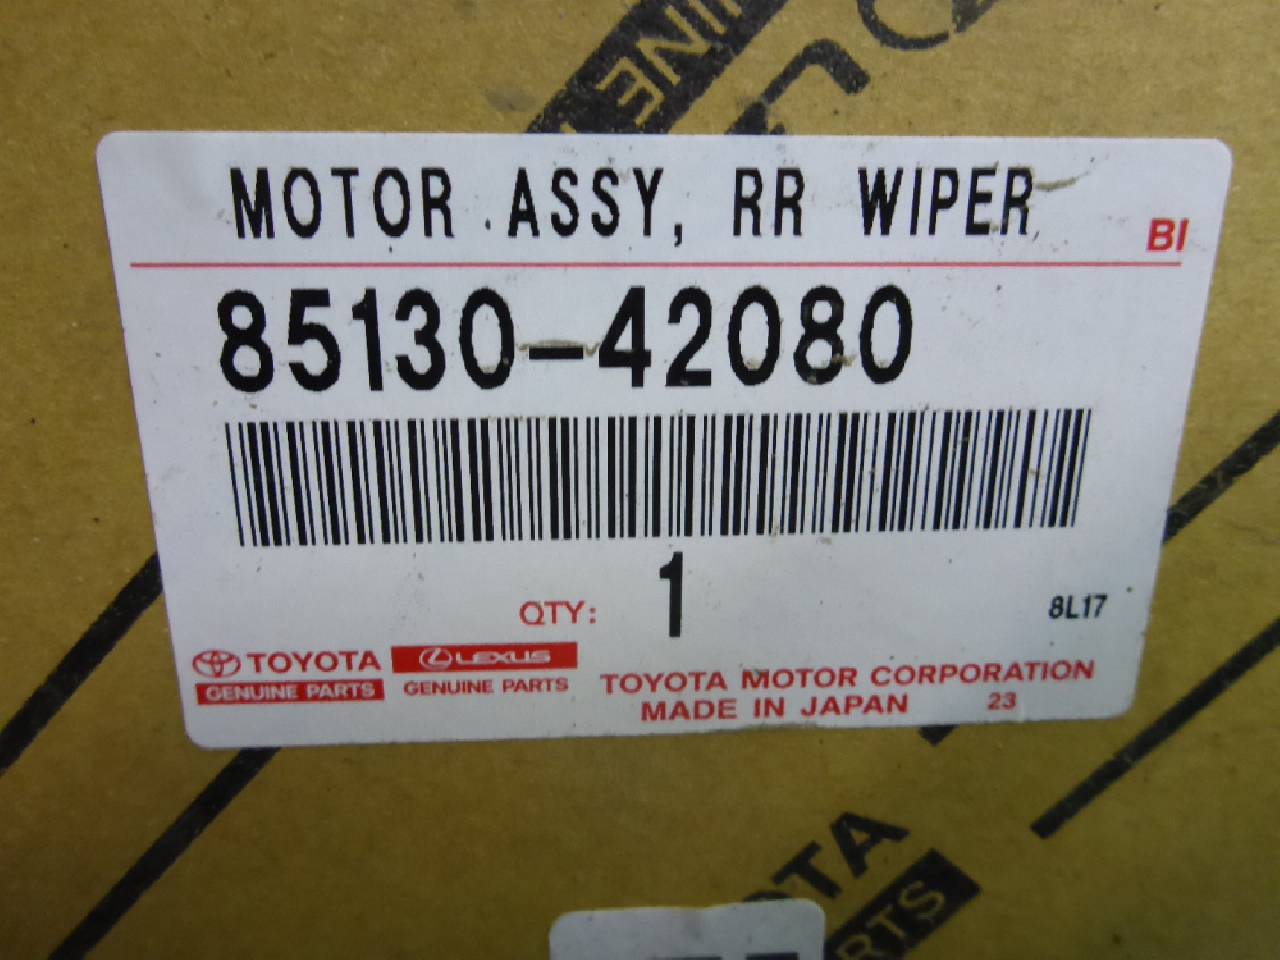 MOTOR ASSY, RR WIPER
BI
85130-42080
QTY: 1
8L17
TOYOTA
GENUINE PARTS
LEXUS
GENUINE PARTS
TOYOTA MOTOR CORPORATION
MADE IN JAPAN 23